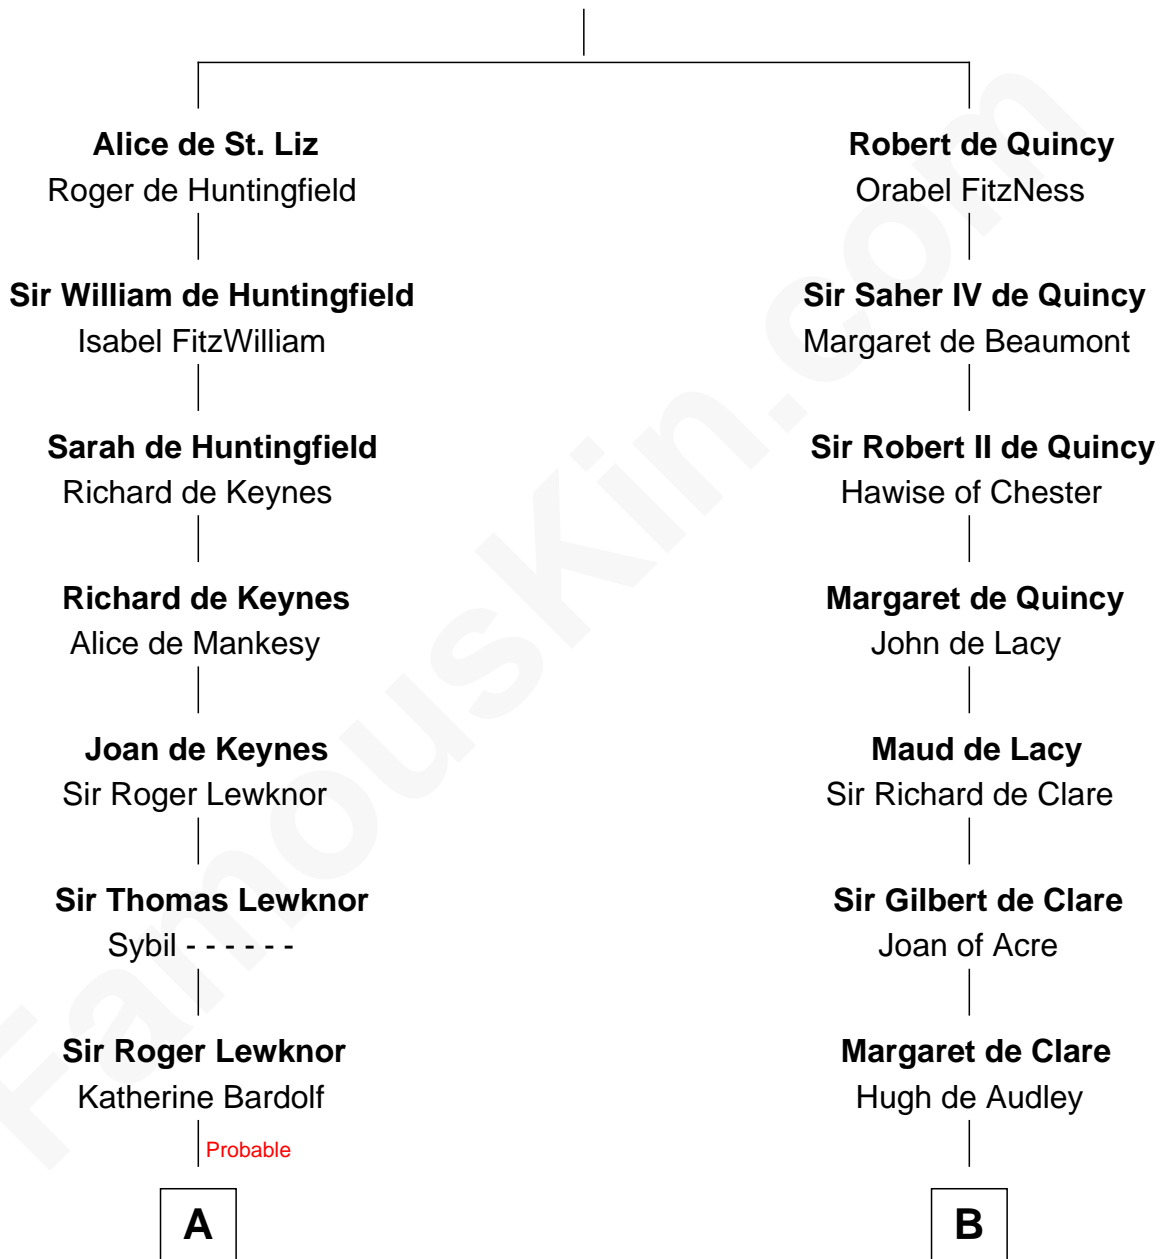 Alice de St. Liz
Roger de Huntingfield
Sir William de Huntingfield
Isabel FitzWilliam
Sarah de Huntingfield
Richard de Keynes
Richard de Keynes
Alice de Mankesy
Joan de Keynes
Sir Roger Lewknor
Sir Thomas Lewknor
Sybil - - - - - -
Sir Roger Lewknor
Katherine Bardolf
Probable
A
Robert de Quincy
Orabel FitzNess
Sir Saher IV de Quincy
Margaret de Beaumont
Sir Robert II de Quincy
Hawise of Chester
Margaret de Quincy
John de Lacy
Maud de Lacy
Sir Richard de Clare
Sir Gilbert de Clare
Joan of Acre
Margaret de Clare
Hugh de Audley
B
FamousKin.com